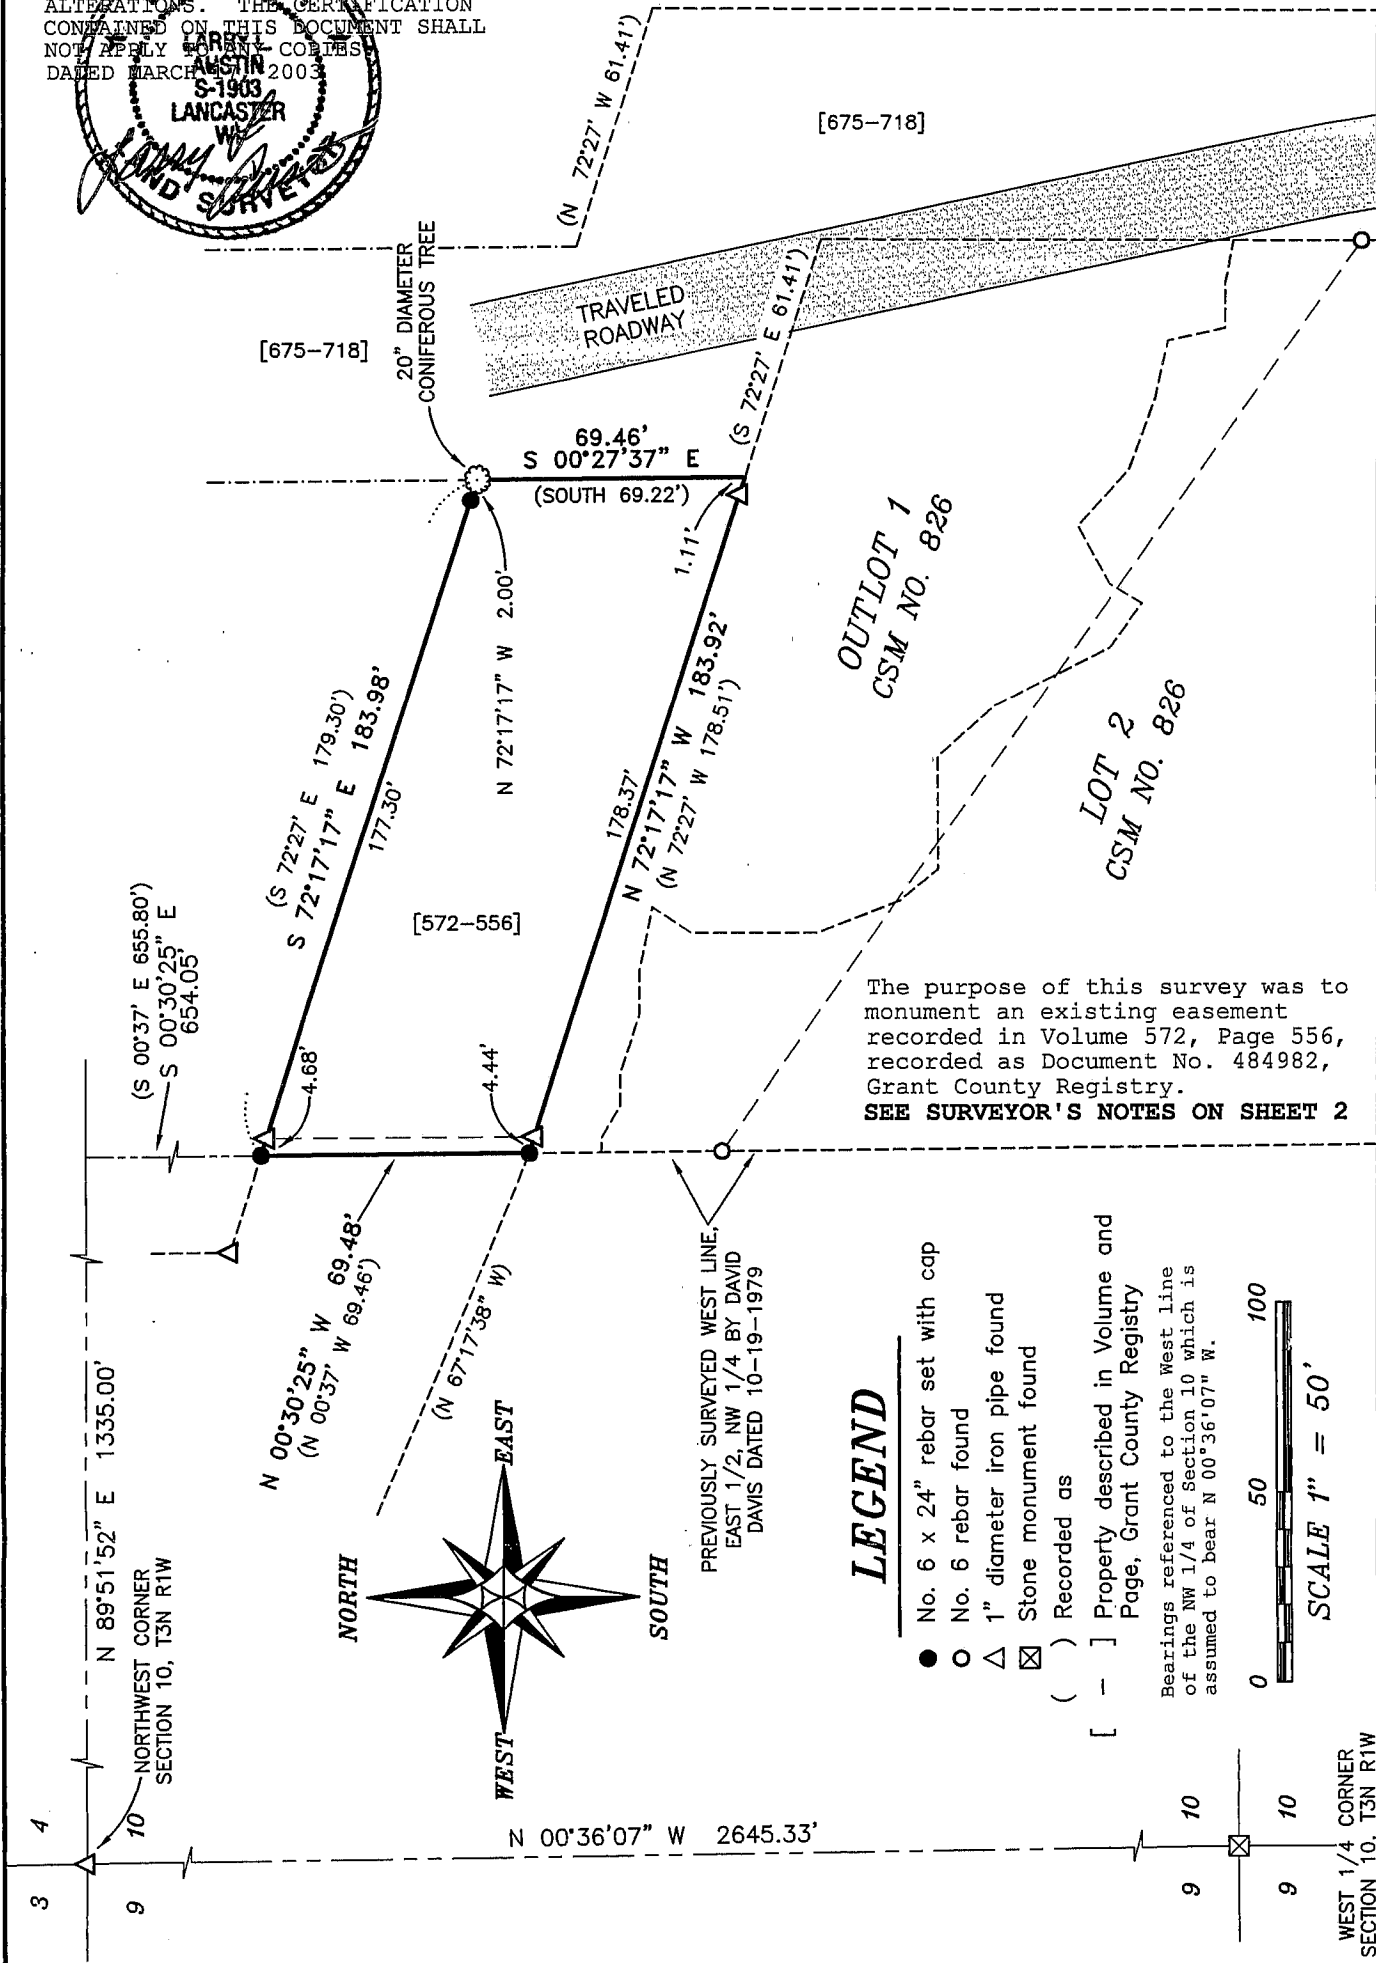 ALTERATIONS. THE CERTIFICATION
CONTAINED ON THIS DOCUMENT SHALL
NOT APPLY TO ANY COPIES.
DATED MARCH 17, 2003
LARRY L.
AUSTIN
S-1903
LANCASTER
WI
LAND SURVEYOR
(N 72°27' W 61.41')
[675-718]
20" DIAMETER
CONIFEROUS TREE
[675-718]
TRAVELED
ROADWAY
(S 72°27' E 61.41')
69.46'
S 00°27'37" E
(SOUTH 69.22')
1.11'
N 72°17'17" W 2.00'
(S 72°27' E 179.30')
S 72°17'17" E 183.98'
177.30'
178.37'
N 72°17'17" W 183.92'
(N 72°27' W 178.51')
[572-556]
OUTLOT 1
CSM NO. 826
LOT 2
CSM NO. 826
(S 00°37' E 655.80')
S 00°30'25" E
654.05'
4.68'
4.44'
The purpose of this survey was to
monument an existing easement
recorded in Volume 572, Page 556,
recorded as Document No. 484982,
Grant County Registry.
SEE SURVEYOR'S NOTES ON SHEET 2
N 00°30'25" W 69.48'
(N 00°37' W 69.46')
(N 67°17'38" W)
PREVIOUSLY SURVEYED WEST LINE,
EAST 1/2, NW 1/4 BY DAVID
DAVIS DATED 10-19-1979
N 89°51'52" E 1335.00'
NORTHWEST CORNER
SECTION 10, T3N R1W
NORTH
EAST
SOUTH
WEST
LEGEND
No. 6 x 24" rebar set with cap
No. 6 rebar found
1" diameter iron pipe found
Stone monument found
( ) Recorded as
[ - ] Property described in Volume and
Page, Grant County Registry
Bearings referenced to the West line
of the NW 1/4 of Section 10 which is
assumed to bear N 00°36'07" W.
0 50 100
SCALE 1" = 50'
3 4
9 10
N 00°36'07" W 2645.33'
9 10
9 10
WEST 1/4 CORNER
SECTION 10, T3N R1W